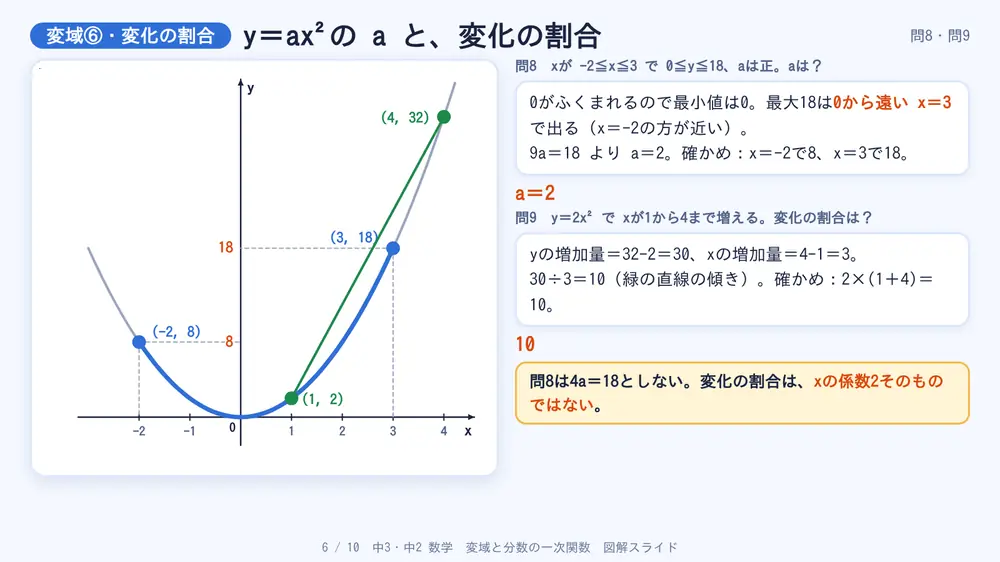 変域⑥・変化の割合
y＝ax²の a と、変化の割合
問8・問9
y
(4, 32)
(3, 18)
18
(-2, 8)
8
(1, 2)
-2
-1
0
1
2
3
4
x
問8　xが -2≦x≦3 で 0≦y≦18、aは正。aは？
0がふくまれるので最小値は0。最大18は0から遠い x＝3
で出る（x＝-2の方が近い）。
9a＝18 より a＝2。確かめ：x＝-2で8、x＝3で18。
a＝2
問9　y＝2x² で xが1から4まで増える。変化の割合は？
yの増加量＝32-2＝30、xの増加量＝4-1＝3。
30÷3＝10（緑の直線の傾き）。確かめ：2×(1＋4)＝
10。
10
問8は4a＝18としない。変化の割合は、xの係数2そのもの
ではない。
6 / 10　中3・中2 数学　変域と分数の一次関数　図解スライド